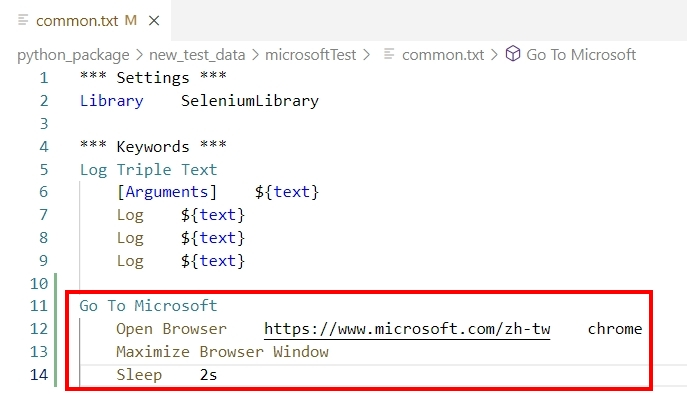 common.txt M ×
python_package > new_test_data > microsoftTest > common.txt > Go To Microsoft
1 *** Settings ***
2 Library    SeleniumLibrary
3
4 *** Keywords ***
5 Log Triple Text
6     [Arguments]    ${text}
7     Log    ${text}
8     Log    ${text}
9     Log    ${text}
10
11 Go To Microsoft
12     Open Browser    https://www.microsoft.com/zh-tw    chrome
13     Maximize Browser Window
14     Sleep    2s